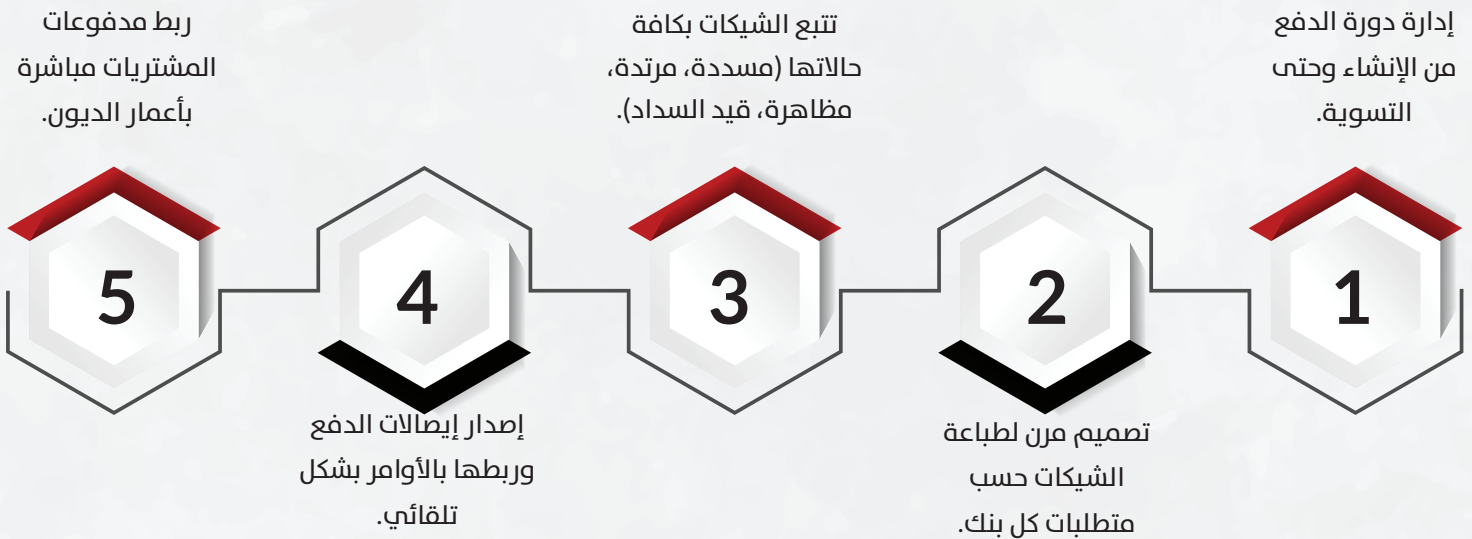 إدارة دورة الدفع
من الإنشاء وحتى
التسوية.
1
2
تصميم مرن لطباعة
الشيكات حسب
متطلبات كل بنك.
تتبع الشيكات بكافة
حالاتها (مسددة، مرتدة،
مظاهرة، قيد السداد).
3
4
إصدار إيصالات الدفع
وربطها بالأوامر بشكل
تلقائي.
ربط مدفوعات
المشتريات مباشرة
بأعمار الديون.
5